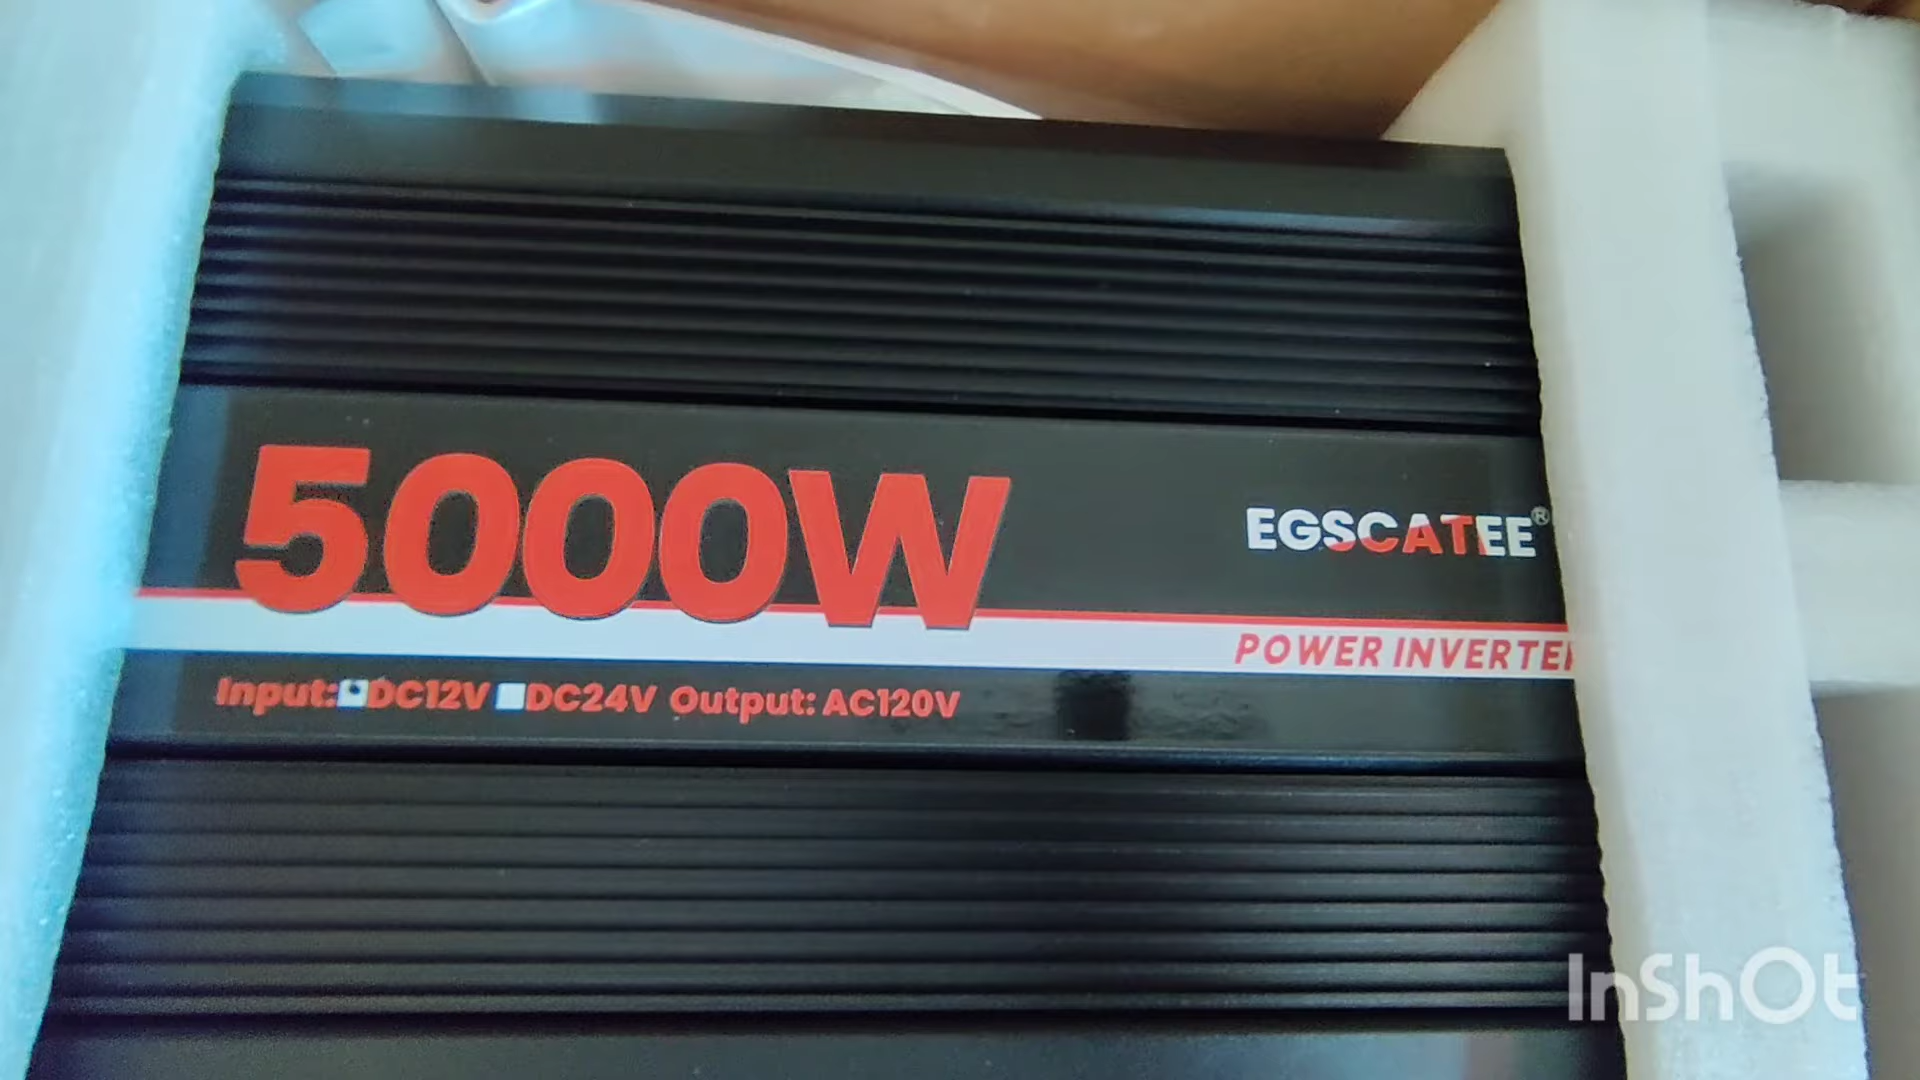 5000W
EGSCATEE®
POWER INVERTER
Input: DC12V DC24V Output: AC120V
InShOt